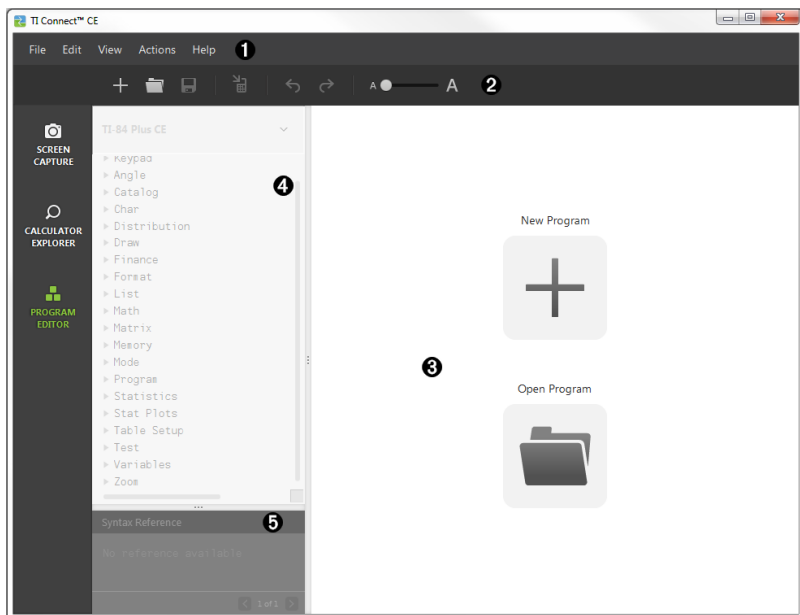 TI Connect™ CE
File Edit View Actions Help 1
A A 2
SCREEN
CAPTURE
CALCULATOR
EXPLORER
PROGRAM
EDITOR
TI-84 Plus CE
4
Keypad
Angle
Catalog
Char
Distribution
Draw
Finance
Format
List
Math
Matrix
Memory
Mode
Program
Statistics
Stat Plots
Table Setup
Test
Variables
Zoom
Syntax Reference 5
No reference available
1 of 1
New Program
3
Open Program